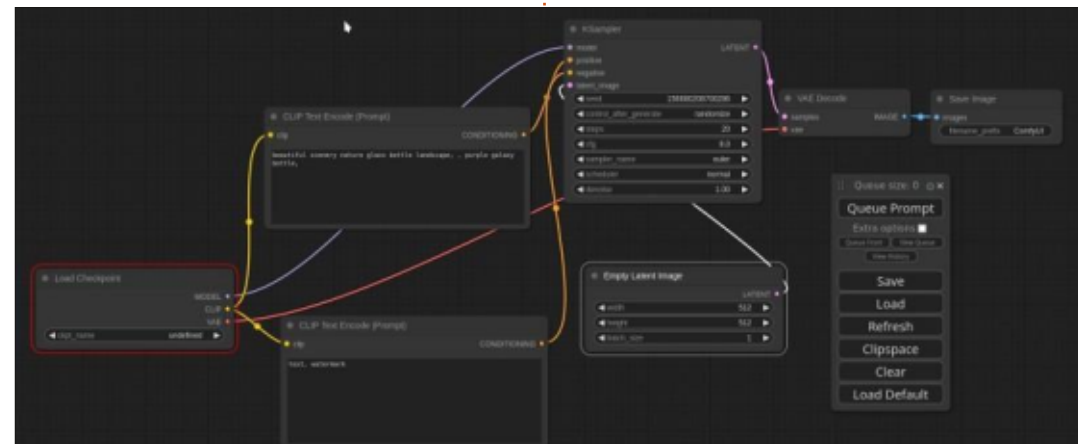 KSampler
model
LATENT
positive
negative
latent_image
seed
control_after_generate randomize
steps 20
cfg 8.0
sampler_name euler
scheduler normal
denoise 1.00
VAE Decode
samples
IMAGE
vae
Save Image
images
filename_prefix ComfyUI
CLIP Text Encode (Prompt)
clip
CONDITIONING
beautiful scenery nature glass bottle landscape, , purple galaxy
bottle,
Queue size: 0
Queue Prompt
Extra options
Queue Front View Queue
View History
Save
Load
Refresh
Clipspace
Clear
Load Default
Load Checkpoint
MODEL
CLIP
VAE
ckpt_name undefined
Empty Latent Image
LATENT
width 512
height 512
batch_size 1
CLIP Text Encode (Prompt)
clip
CONDITIONING
text, watermark